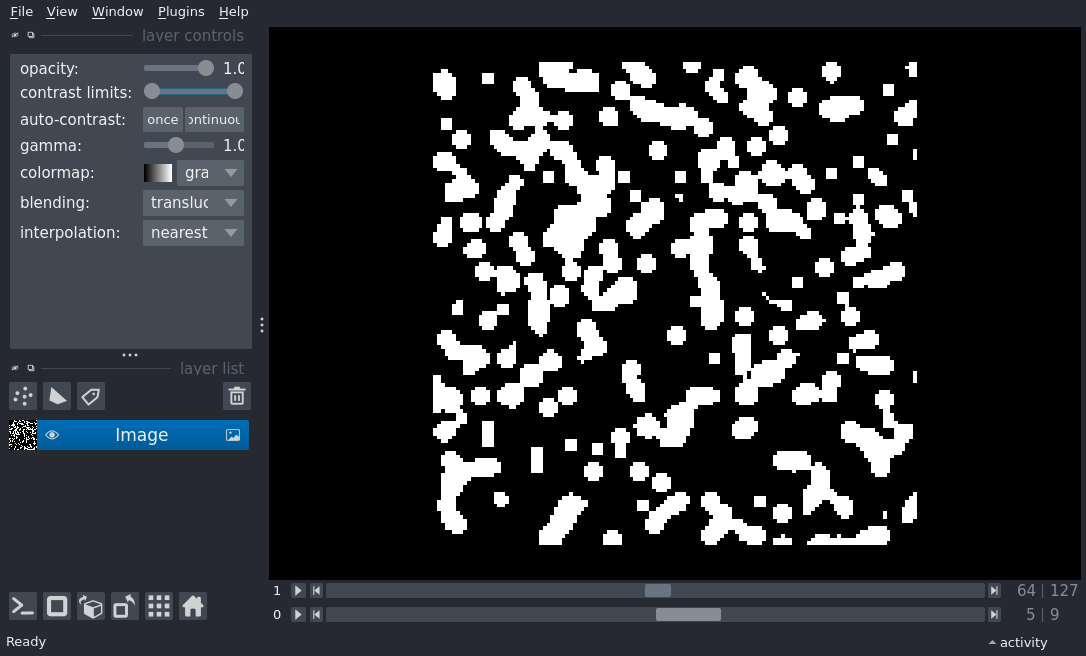 File View Window Plugins Help
layer controls
opacity: 1.0
contrast limits:
auto-contrast: once ontinuou
gamma: 1.0
colormap: gra
blending: transluc
interpolation: nearest
layer list
Image
1 64 | 127
0 5 | 9
Ready activity